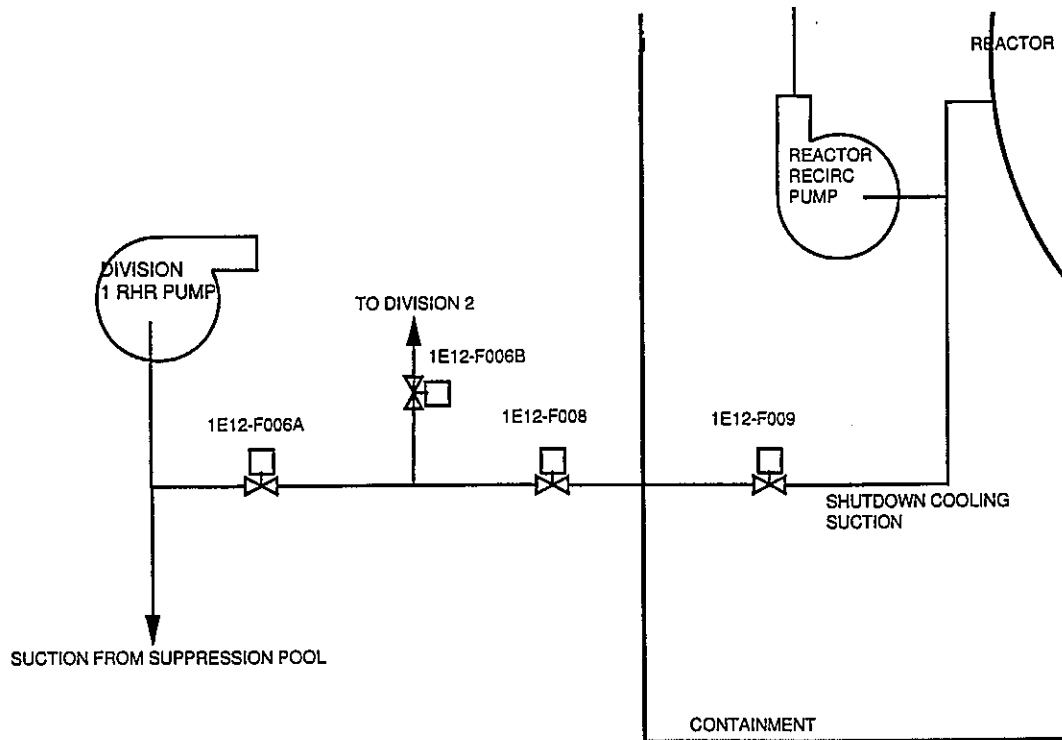 REACTOR
REACTOR
RECIRC
PUMP
DIVISION
1 RHR PUMP
TO DIVISION 2
1E12-F006B
1E12-F006A
1E12-F008
1E12-F009
SHUTDOWN COOLING
SUCTION
SUCTION FROM SUPPRESSION POOL
CONTAINMENT